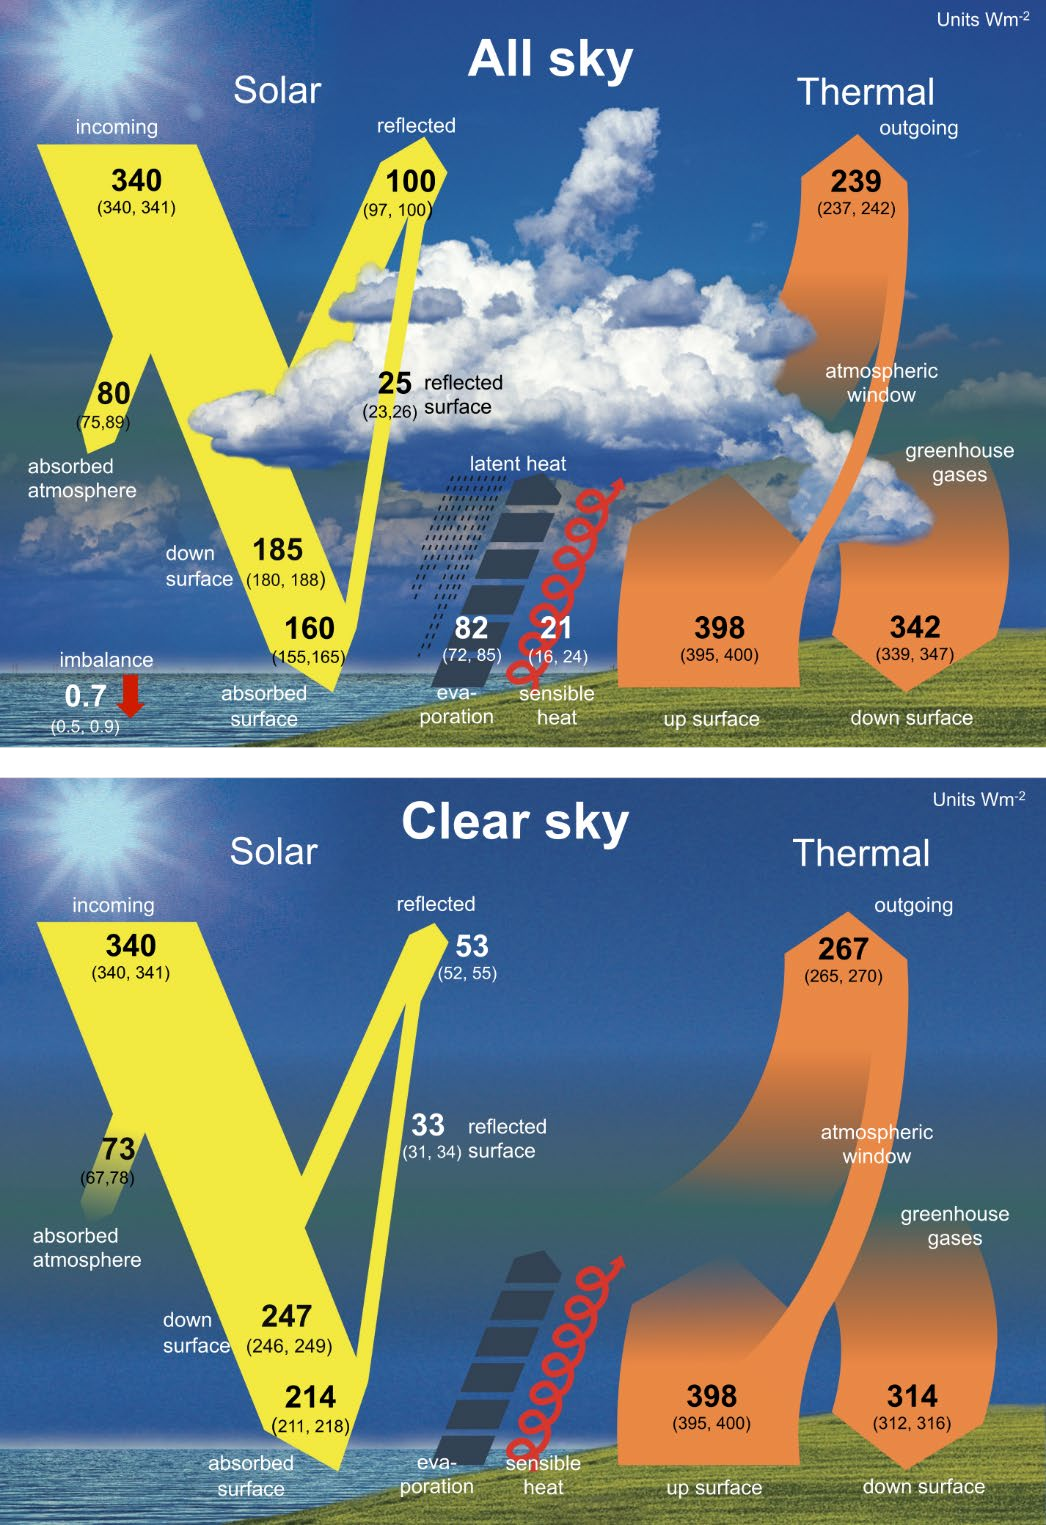 Units Wm-2
All sky
Solar
Thermal
incoming
reflected
outgoing
340
(340, 341)
100
(97, 100)
239
(237, 242)
80
(75,89)
absorbed
atmosphere
25
(23,26)
reflected
surface
atmospheric
window
latent heat
greenhouse
gases
down
surface
185
(180, 188)
160
(155,165)
absorbed
surface
imbalance
0.7
(0.5, 0.9)
82
(72, 85)
eva-
poration
21
(16, 24)
sensible
heat
398
(395, 400)
up surface
342
(339, 347)
down surface
Units Wm-2
Clear sky
Solar
Thermal
incoming
reflected
outgoing
340
(340, 341)
53
(52, 55)
267
(265, 270)
73
(67,78)
absorbed
atmosphere
33
(31, 34)
reflected
surface
atmospheric
window
greenhouse
gases
down
surface
247
(246, 249)
214
(211, 218)
absorbed
surface
eva-
poration
sensible
heat
398
(395, 400)
up surface
314
(312, 316)
down surface